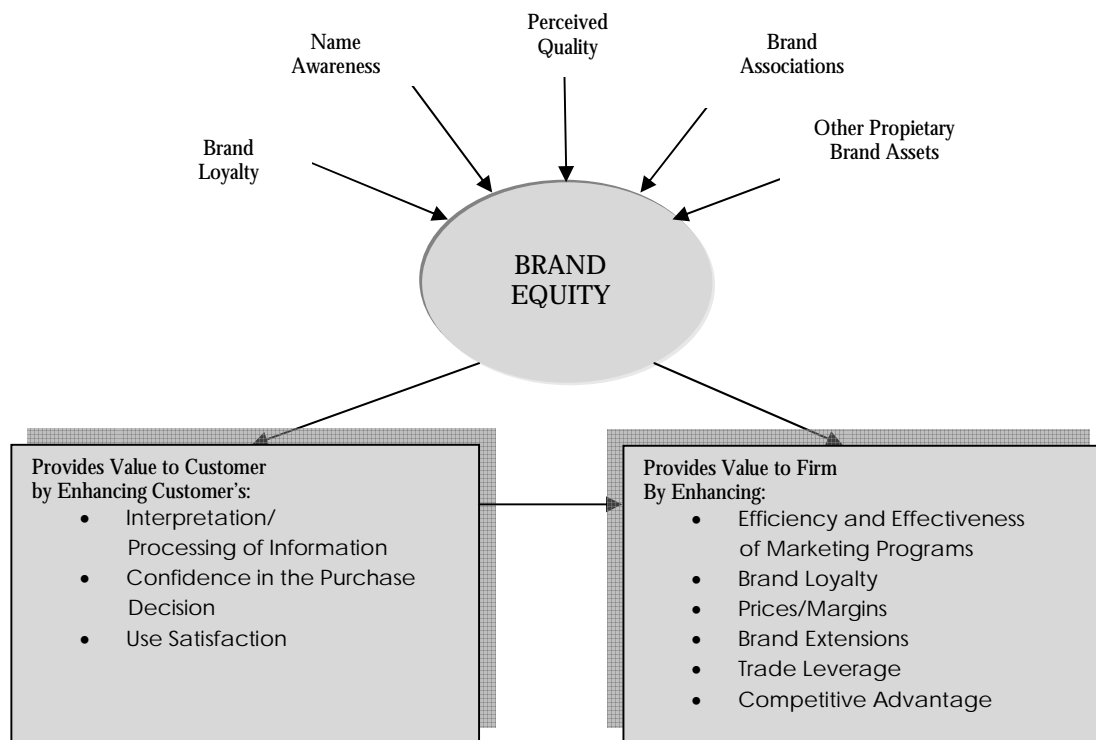 Perceived
Quality
Name
Awareness
Brand
Associations
Other Propietary
Brand Assets
Brand
Loyalty
BRAND
EQUITY
Provides Value to Customer
by Enhancing Customer's:
• Interpretation/
Processing of Information
• Confidence in the Purchase
Decision
• Use Satisfaction
Provides Value to Firm
By Enhancing:
• Efficiency and Effectiveness
of Marketing Programs
• Brand Loyalty
• Prices/Margins
• Brand Extensions
• Trade Leverage
• Competitive Advantage